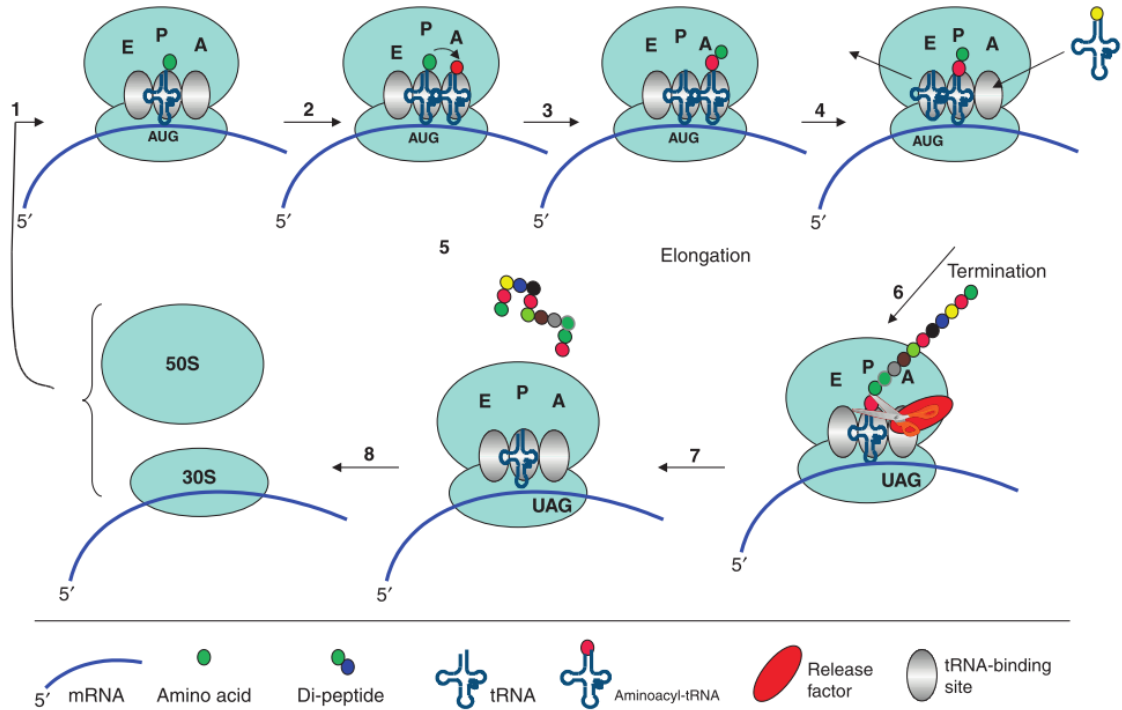 1
E P A
AUG
5′
2
E P A
AUG
5′
3
E P A
AUG
5′
4
E P A
AUG
5′
5
Elongation
Termination
6
50S
30S
5′
8
E P A
UAG
5′
7
E P A
UAG
5′
5′ mRNA
Amino acid
Di-peptide
tRNA
Aminoacyl-tRNA
Release
factor
tRNA-binding
site